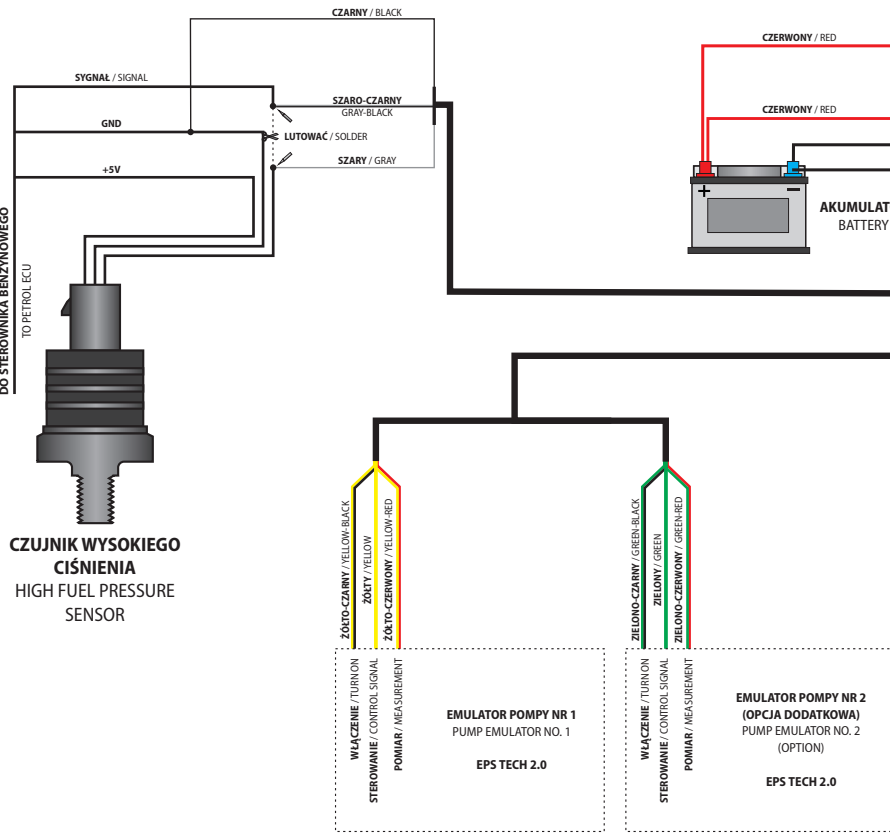 CZARNY / BLACK
SYGNAŁ / SIGNAL
SZARO-CZARNY
GRAY-BLACK
GND
LUTOWAĆ / SOLDER
SZARY / GRAY
+5V
DO STEROWNIKA BENZYNOWEGO
TO PETROL ECU
CZUJNIK WYSOKIEGO
CIŚNIENIA
HIGH FUEL PRESSURE
SENSOR
CZERWONY / RED
CZERWONY / RED
+
−
AKUMULAT
BATTERY
ŻÓŁTO-CZARNY / YELLOW-BLACK
ŻÓŁTY / YELLOW
ŻÓŁTO-CZERWONY / YELLOW-RED
WŁĄCZENIE / TURN ON
STEROWANIE / CONTROL SIGNAL
POMIAR / MEASUREMENT
EMULATOR POMPY NR 1
PUMP EMULATOR NO. 1
EPS TECH 2.0
ZIELONO-CZARNY / GREEN-BLACK
ZIELONY / GREEN
ZIELONO-CZERWONY / GREEN-RED
WŁĄCZENIE / TURN ON
STEROWANIE / CONTROL SIGNAL
POMIAR / MEASUREMENT
EMULATOR POMPY NR 2
(OPCJA DODATKOWA)
PUMP EMULATOR NO. 2
(OPTION)
EPS TECH 2.0